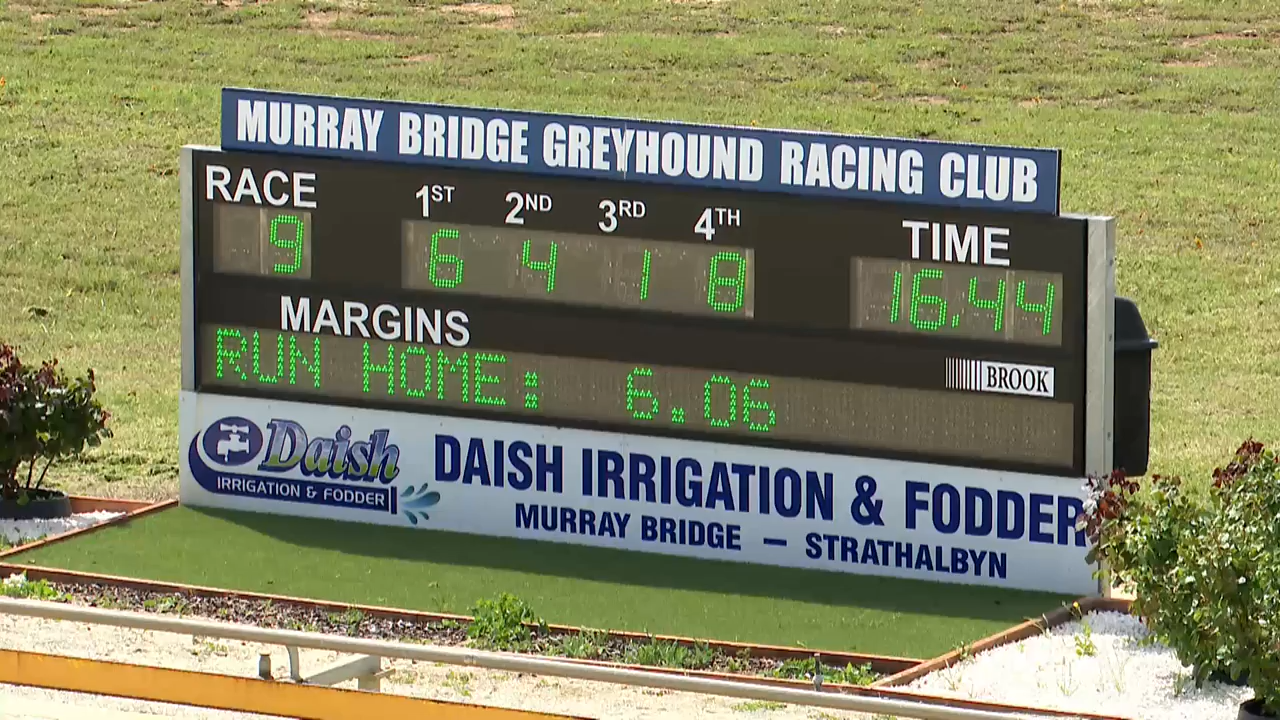 MURRAY BRIDGE GREYHOUND RACING CLUB
RACE 1ST 2ND 3RD 4TH TIME
9 6 4 1 8 16.44
MARGINS
RUN HOME: 6.06
BROOK
Daish
IRRIGATION & FODDER
DAISH IRRIGATION & FODDER
MURRAY BRIDGE – STRATHALBYN